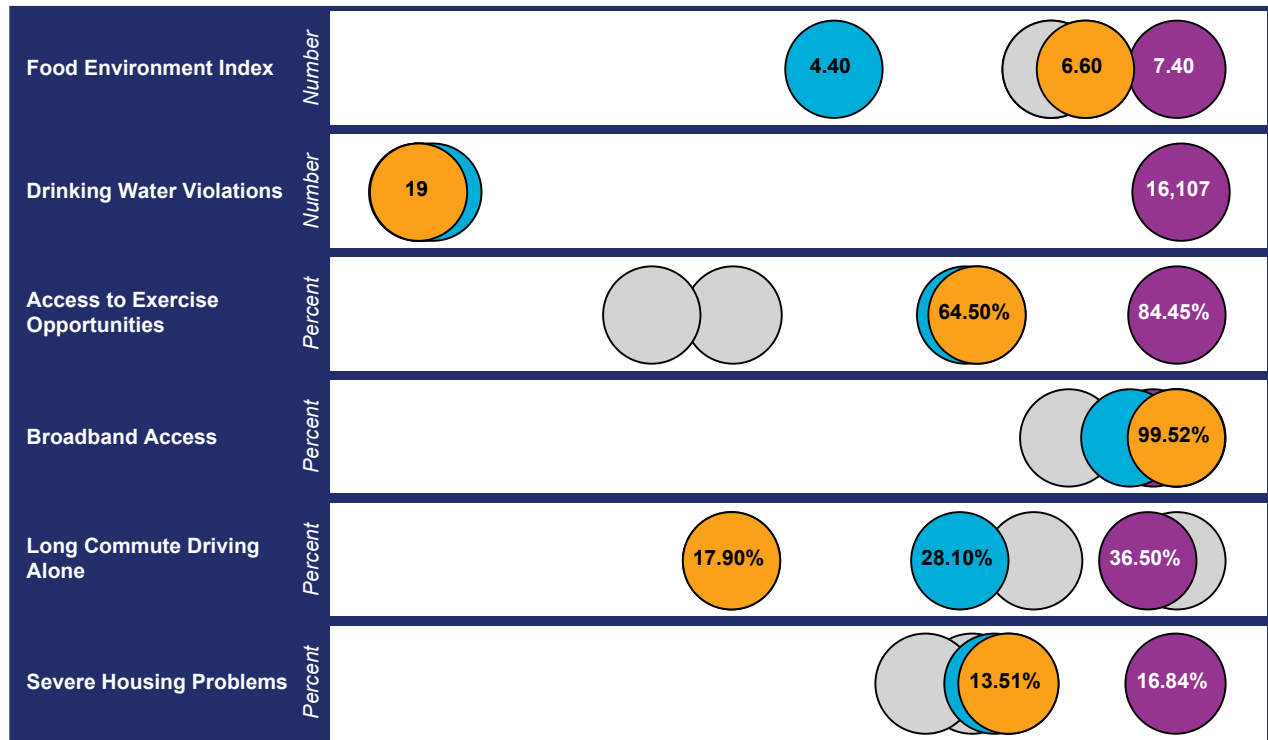 Food Environment Index
Number
4.40
6.60
7.40
Drinking Water Violations
Number
19
16,107
Access to Exercise
Opportunities
Percent
64.50%
84.45%
Broadband Access
Percent
99.52%
Long Commute Driving
Alone
Percent
17.90%
28.10%
36.50%
Severe Housing Problems
Percent
13.51%
16.84%